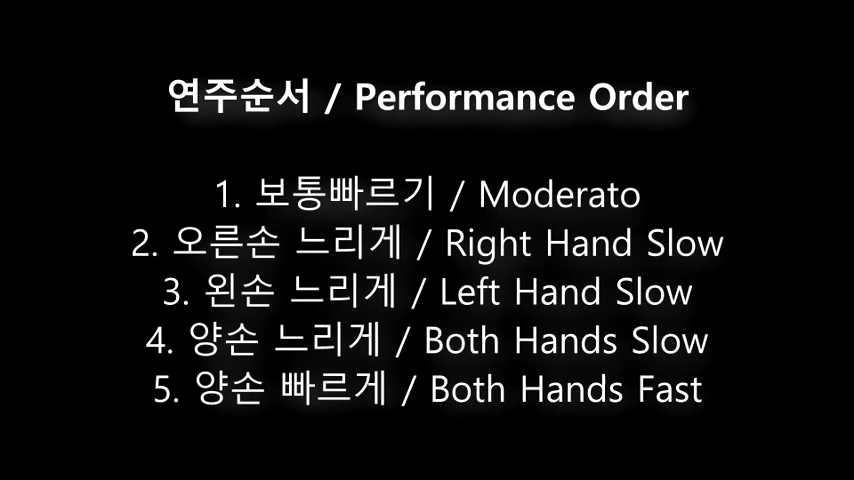 연주순서 / Performance Order
1. 보통빠르기 / Moderato
2. 오른손 느리게 / Right Hand Slow
3. 왼손 느리게 / Left Hand Slow
4. 양손 느리게 / Both Hands Slow
5. 양손 빠르게 / Both Hands Fast